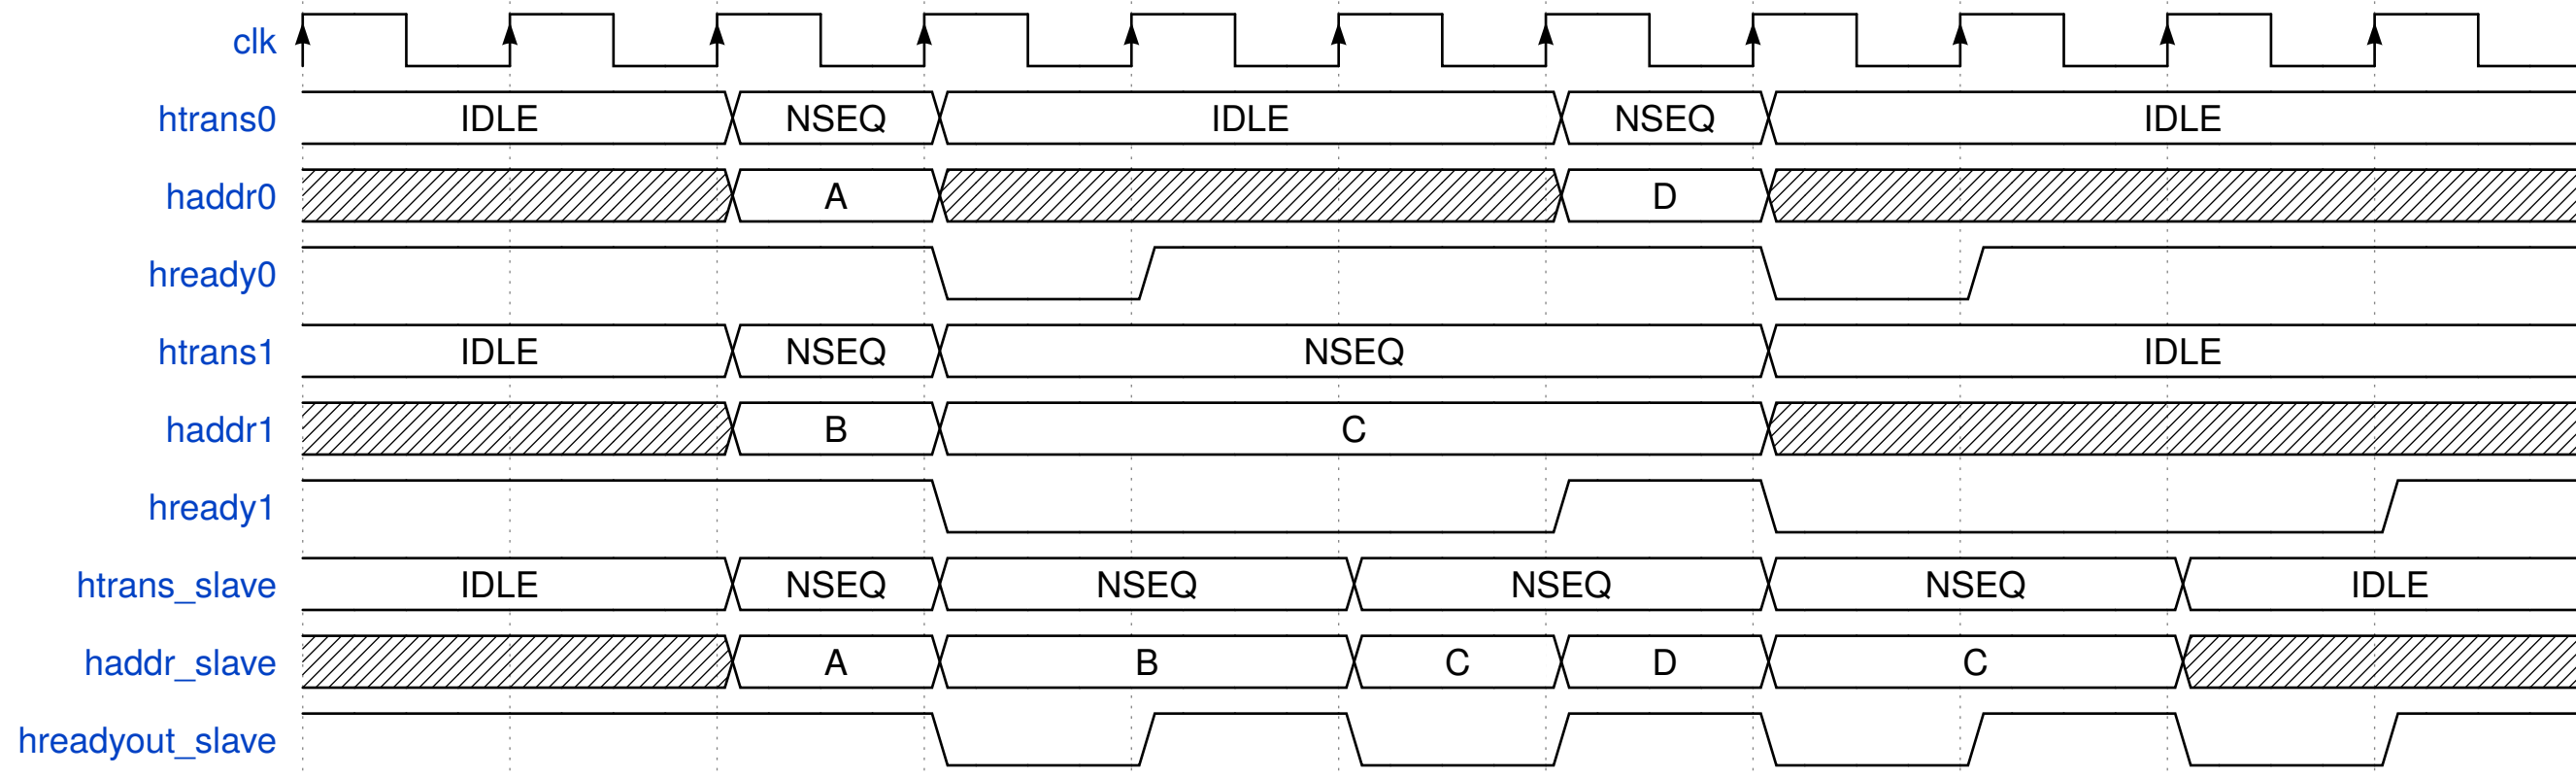 clk
htrans0 IDLE NSEQ IDLE NSEQ IDLE
haddr0 A D
hready0
htrans1 IDLE NSEQ NSEQ IDLE
haddr1 B C
hready1
htrans_slave IDLE NSEQ NSEQ NSEQ NSEQ IDLE
haddr_slave A B C D C
hreadyout_slave